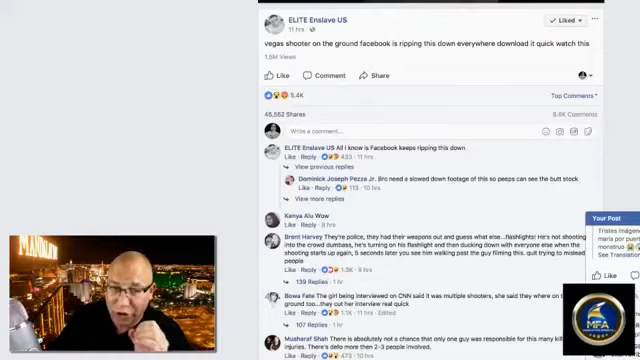 ELITE Enslave US
Liked
11 hrs
vegas shooter on the ground facebook is ripping this down everywhere download it quick watch this
1.5M Views
Like Comment Share
Top Comments
45,552 Shares
Write a comment...
ELITE Enslave US All I know is Facebook keeps ripping this down
Like · Reply · 433 · 11 hrs
View previous replies
Dominick Joseph Pezza Jr. Bro need a slowed down footage of this so peeps can see the butt stock
Like · Reply · 113 · 10 hrs
View more replies
Kenya Alu Wow
Like · Reply · 8 hrs
Brent Harvey They're police, they had their weapons out and guess what else...flashlights! He's not shooting
into the crowd dumbass, he's turning on his flashlight and then ducking down with everyone else when the
shooting starts up again, 5 seconds later you see him walking past the guy filming this. quit trying to mislead
people
Like · Reply · 1.3K · 9 hrs
139 Replies · 1 hr
Bowa Fate The girl being interviewed on CNN said it was multiple shooters, she said they where on
ground too...they cut her interview real quick
Like · Reply · 1.1K · 11 hrs · Edited
107 Replies · 1 hr
Musharaf Shah There is absolutely not a chance that only one guy was responsible for this many
injuries. There's defo more then 2-3 people involved.
Like · Reply · 473 · 10 hrs
Your Post
Tristes imágene
maria por puert
monstruo
See Translation
Like
MFA